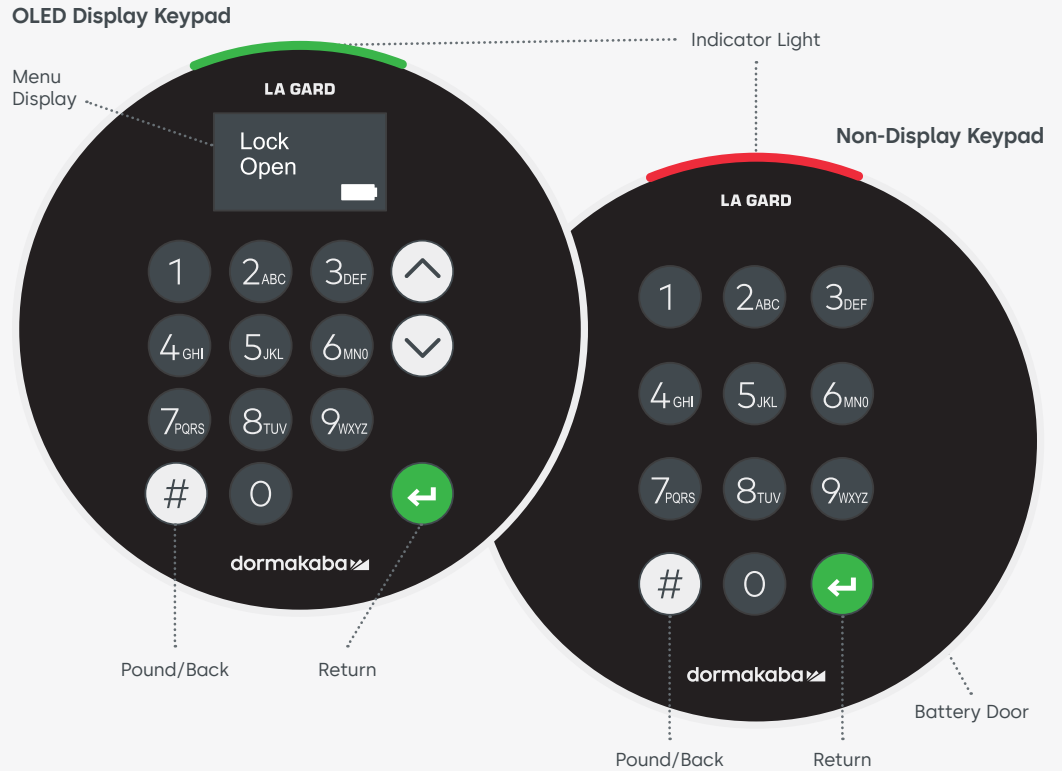 OLED Display Keypad
Indicator Light
Menu
Display
LA GARD
Lock
Open
Non-Display Keypad
LA GARD
1 2ABC 3DEF
4GHI 5JKL 6MNO
7PQRS 8TUV 9WXYZ
# 0
dormakaba
Pound/Back
Return
1 2ABC 3DEF
4GHI 5JKL 6MNO
7PQRS 8TUV 9WXYZ
# 0
dormakaba
Battery Door
Pound/Back
Return